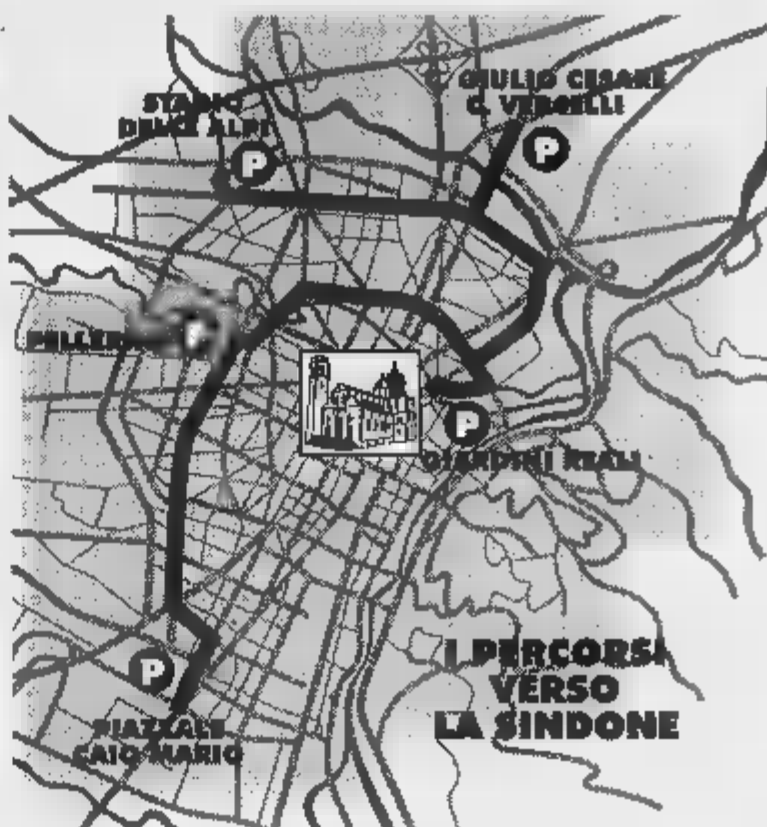 STADIO
DELLE ALPI
P
GIULIO CESARE
C. VERCELLI
P
P
GIARDINI REALI
I PERCORSI
VERSO
LA SINDONE
P
PIAZZALE
CAIO MARIO